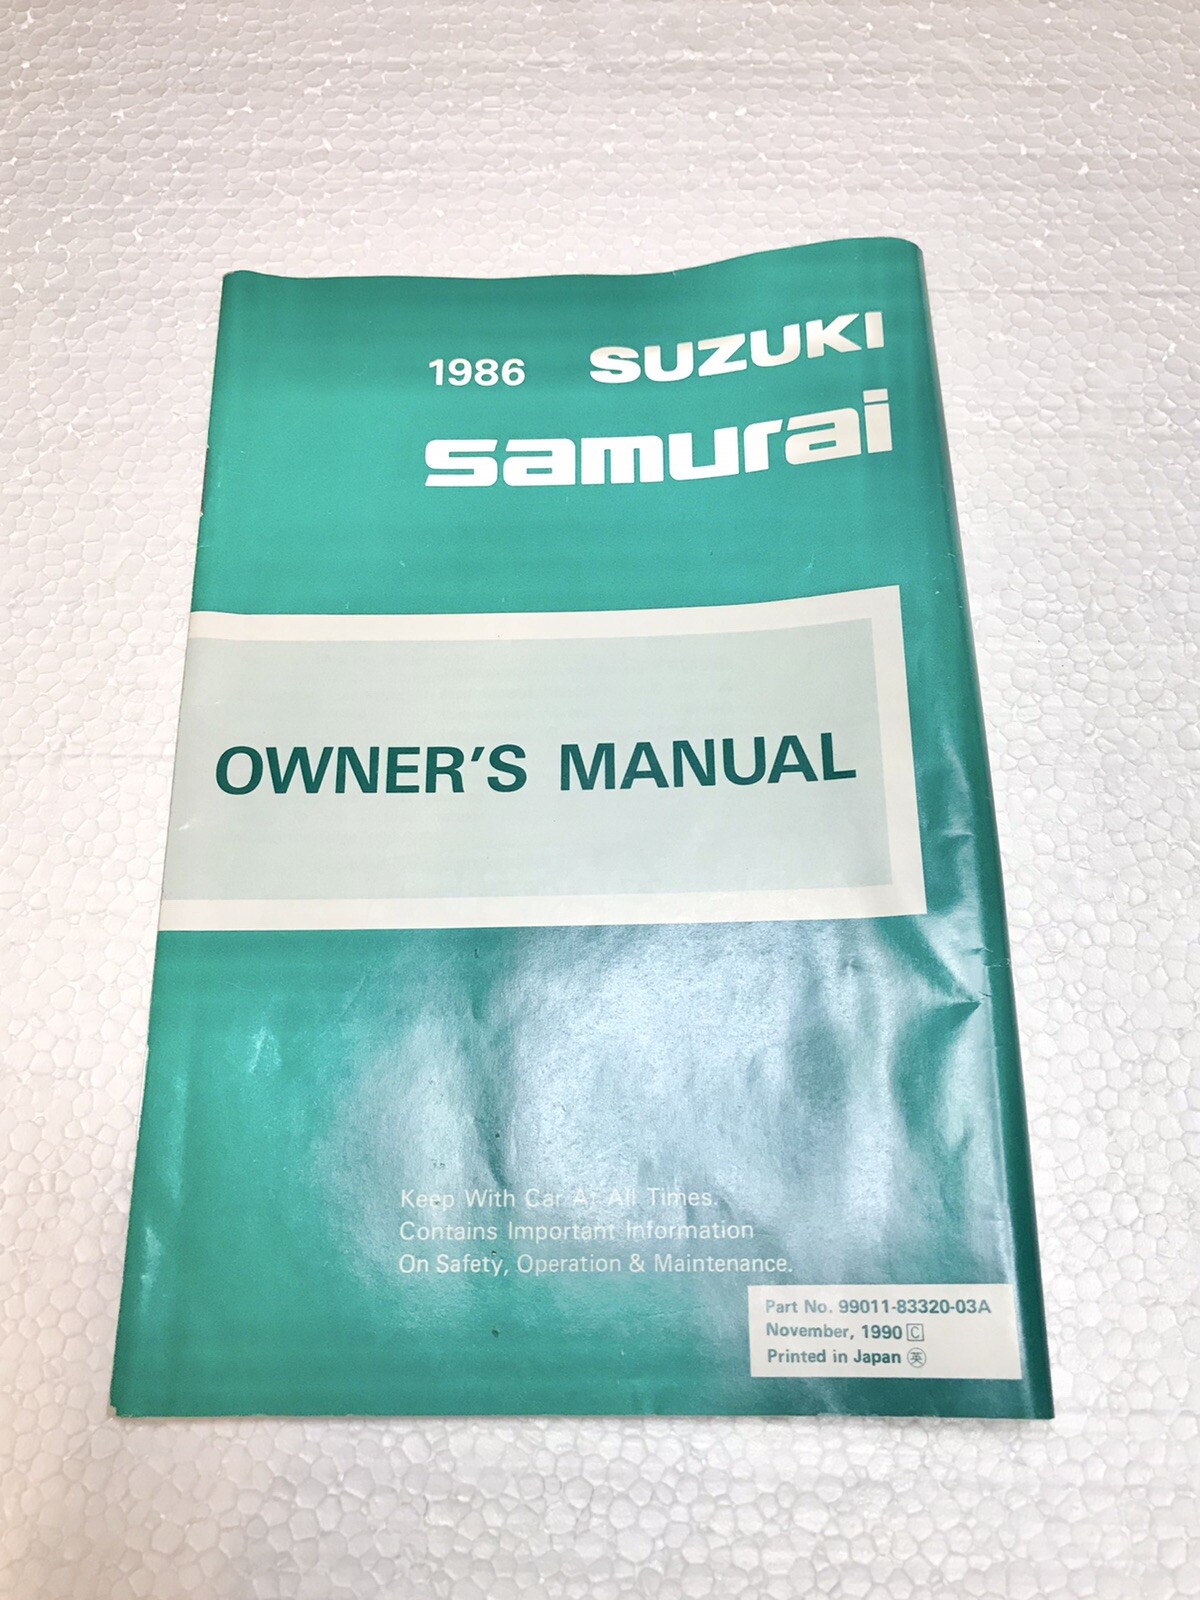 1986 SUZUKI
samurai
OWNER'S MANUAL
Keep With Car At All Times.
Contains Important Information
On Safety, Operation & Maintenance.
Part No. 99011-83320-03A
November, 1990 C
Printed in Japan 英